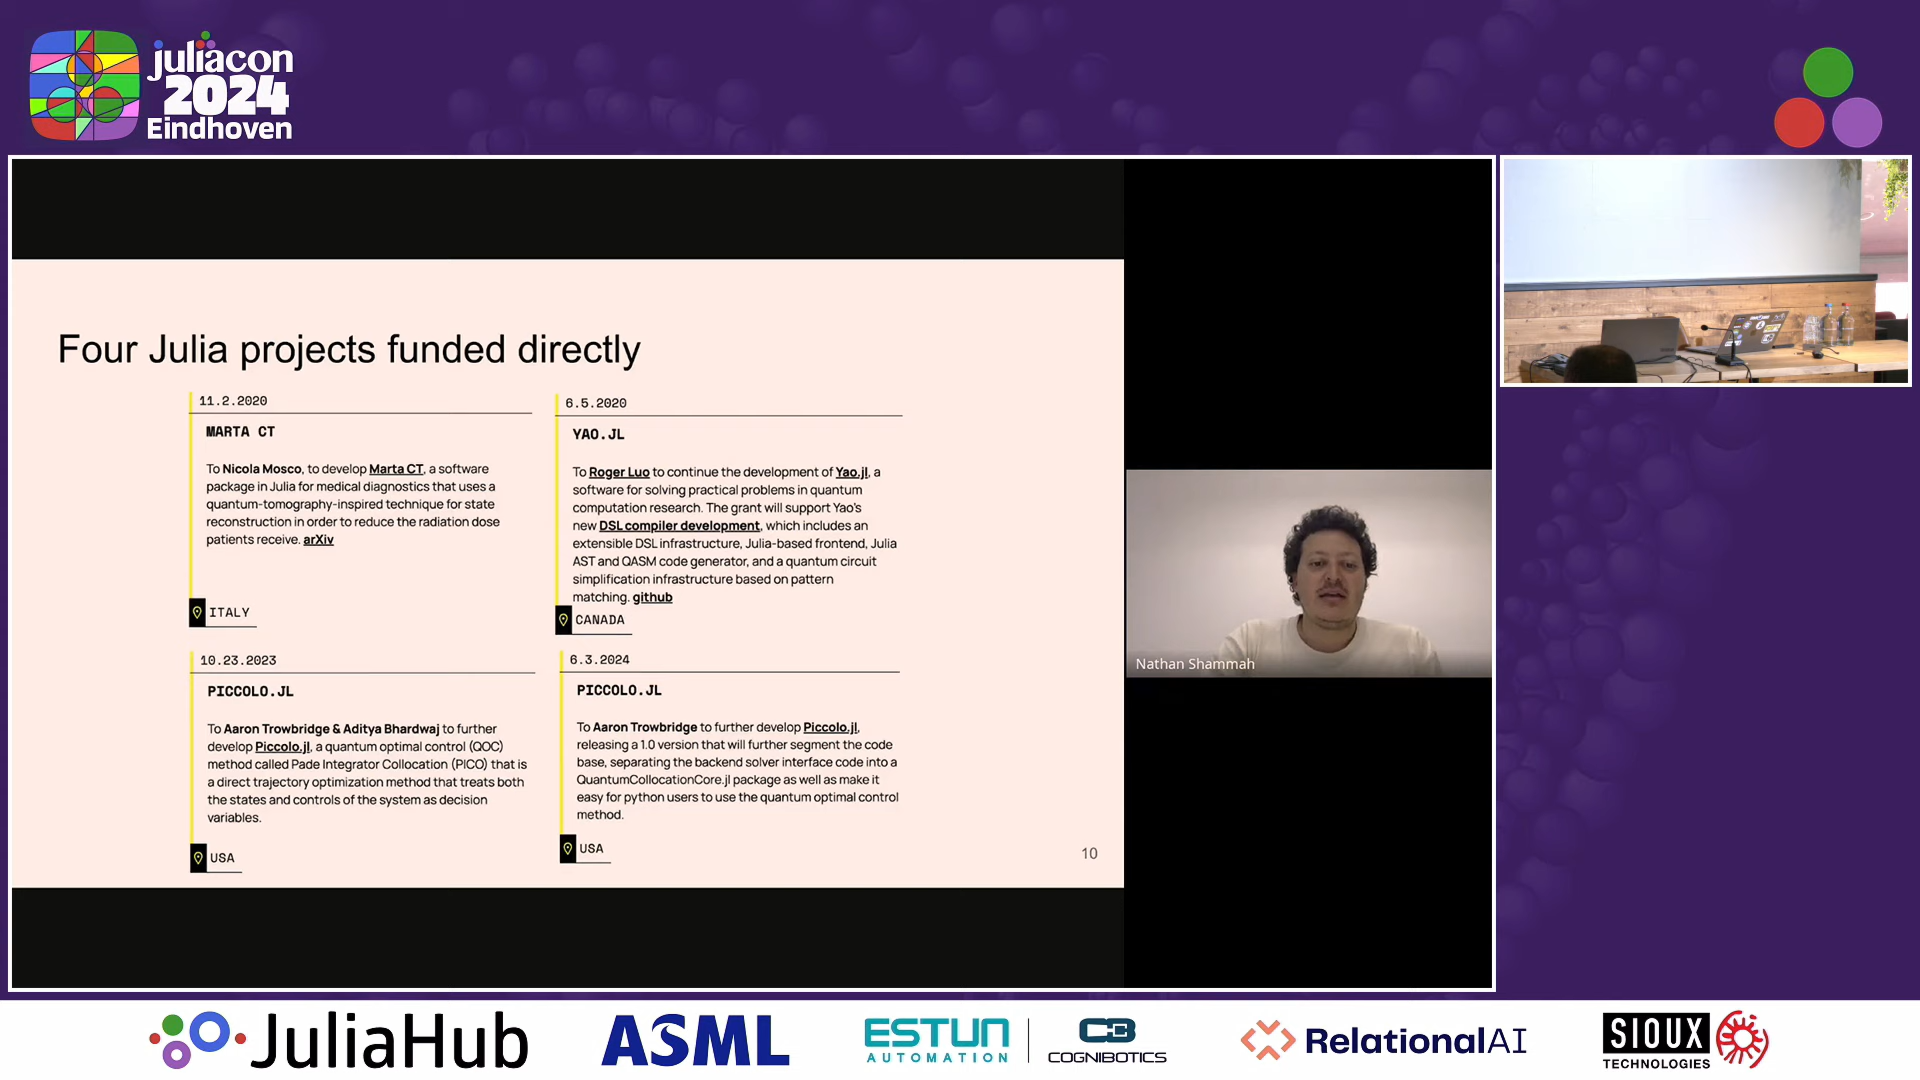 juliacon
2024
Eindhoven
Four Julia projects funded directly
11.2.2020
MARTA CT
To Nicola Mosco, to develop Marta CT, a software
package in Julia for medical diagnostics that uses a
quantum-tomography-inspired technique for state
reconstruction in order to reduce the radiation dose
patients receive. arXiv
ITALY
6.5.2020
YAO.JL
To Roger Luo to continue the development of Yao.jl, a
software for solving practical problems in quantum
computation research. The grant will support Yao's
new DSL compiler development, which includes an
extensible DSL infrastructure, Julia-based frontend, Julia
AST and QASM code generator, and a quantum circuit
simplification infrastructure based on pattern
matching. github
CANADA
10.23.2023
PICCOLO.JL
To Aaron Trowbridge & Aditya Bhardwaj to further
develop Piccolo.jl, a quantum optimal control (QOC)
method called Pade Integrator Collocation (PICO) that is
a direct trajectory optimization method that treats both
the states and controls of the system as decision
variables.
USA
6.3.2024
PICCOLO.JL
To Aaron Trowbridge to further develop Piccolo.jl,
releasing a 1.0 version that will further segment the code
base, separating the backend solver interface code into a
QuantumCollocationCore.jl package as well as make it
easy for python users to use the quantum optimal control
method.
USA
10
Nathan Shammah
JuliaHub
ASML
ESTUN
AUTOMATION
COGNIBOTICS
RelationalAI
SIOUX
TECHNOLOGIES